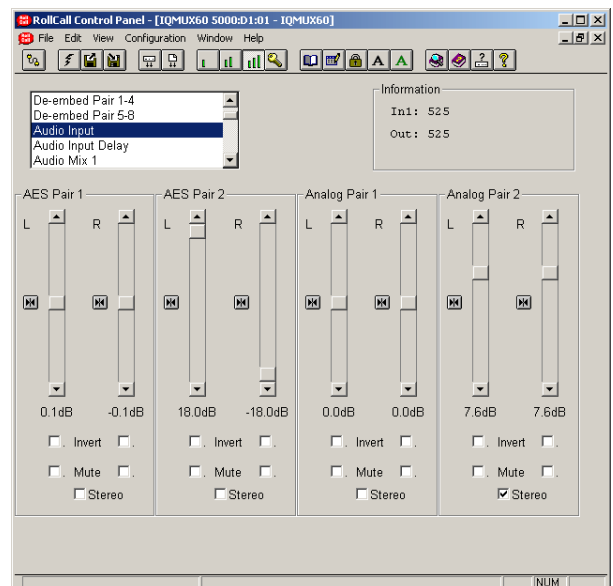 RollCall Control Panel - [IQMUX60 5000:D1:01 - IQMUX60]
File Edit View Configuration Window Help
De-embed Pair 1-4
De-embed Pair 5-8
Audio Input
Audio Input Delay
Audio Mix 1
Information
In1: 525
Out: 525
AES Pair 1 AES Pair 2 Analog Pair 1 Analog Pair 2
L R L R L R L R
0.1dB -0.1dB 18.0dB -18.0dB 0.0dB 0.0dB 7.6dB 7.6dB
. Invert . . Invert . . Invert . . Invert .
. Mute . . Mute . . Mute . . Mute .
Stereo Stereo Stereo Stereo
NUM